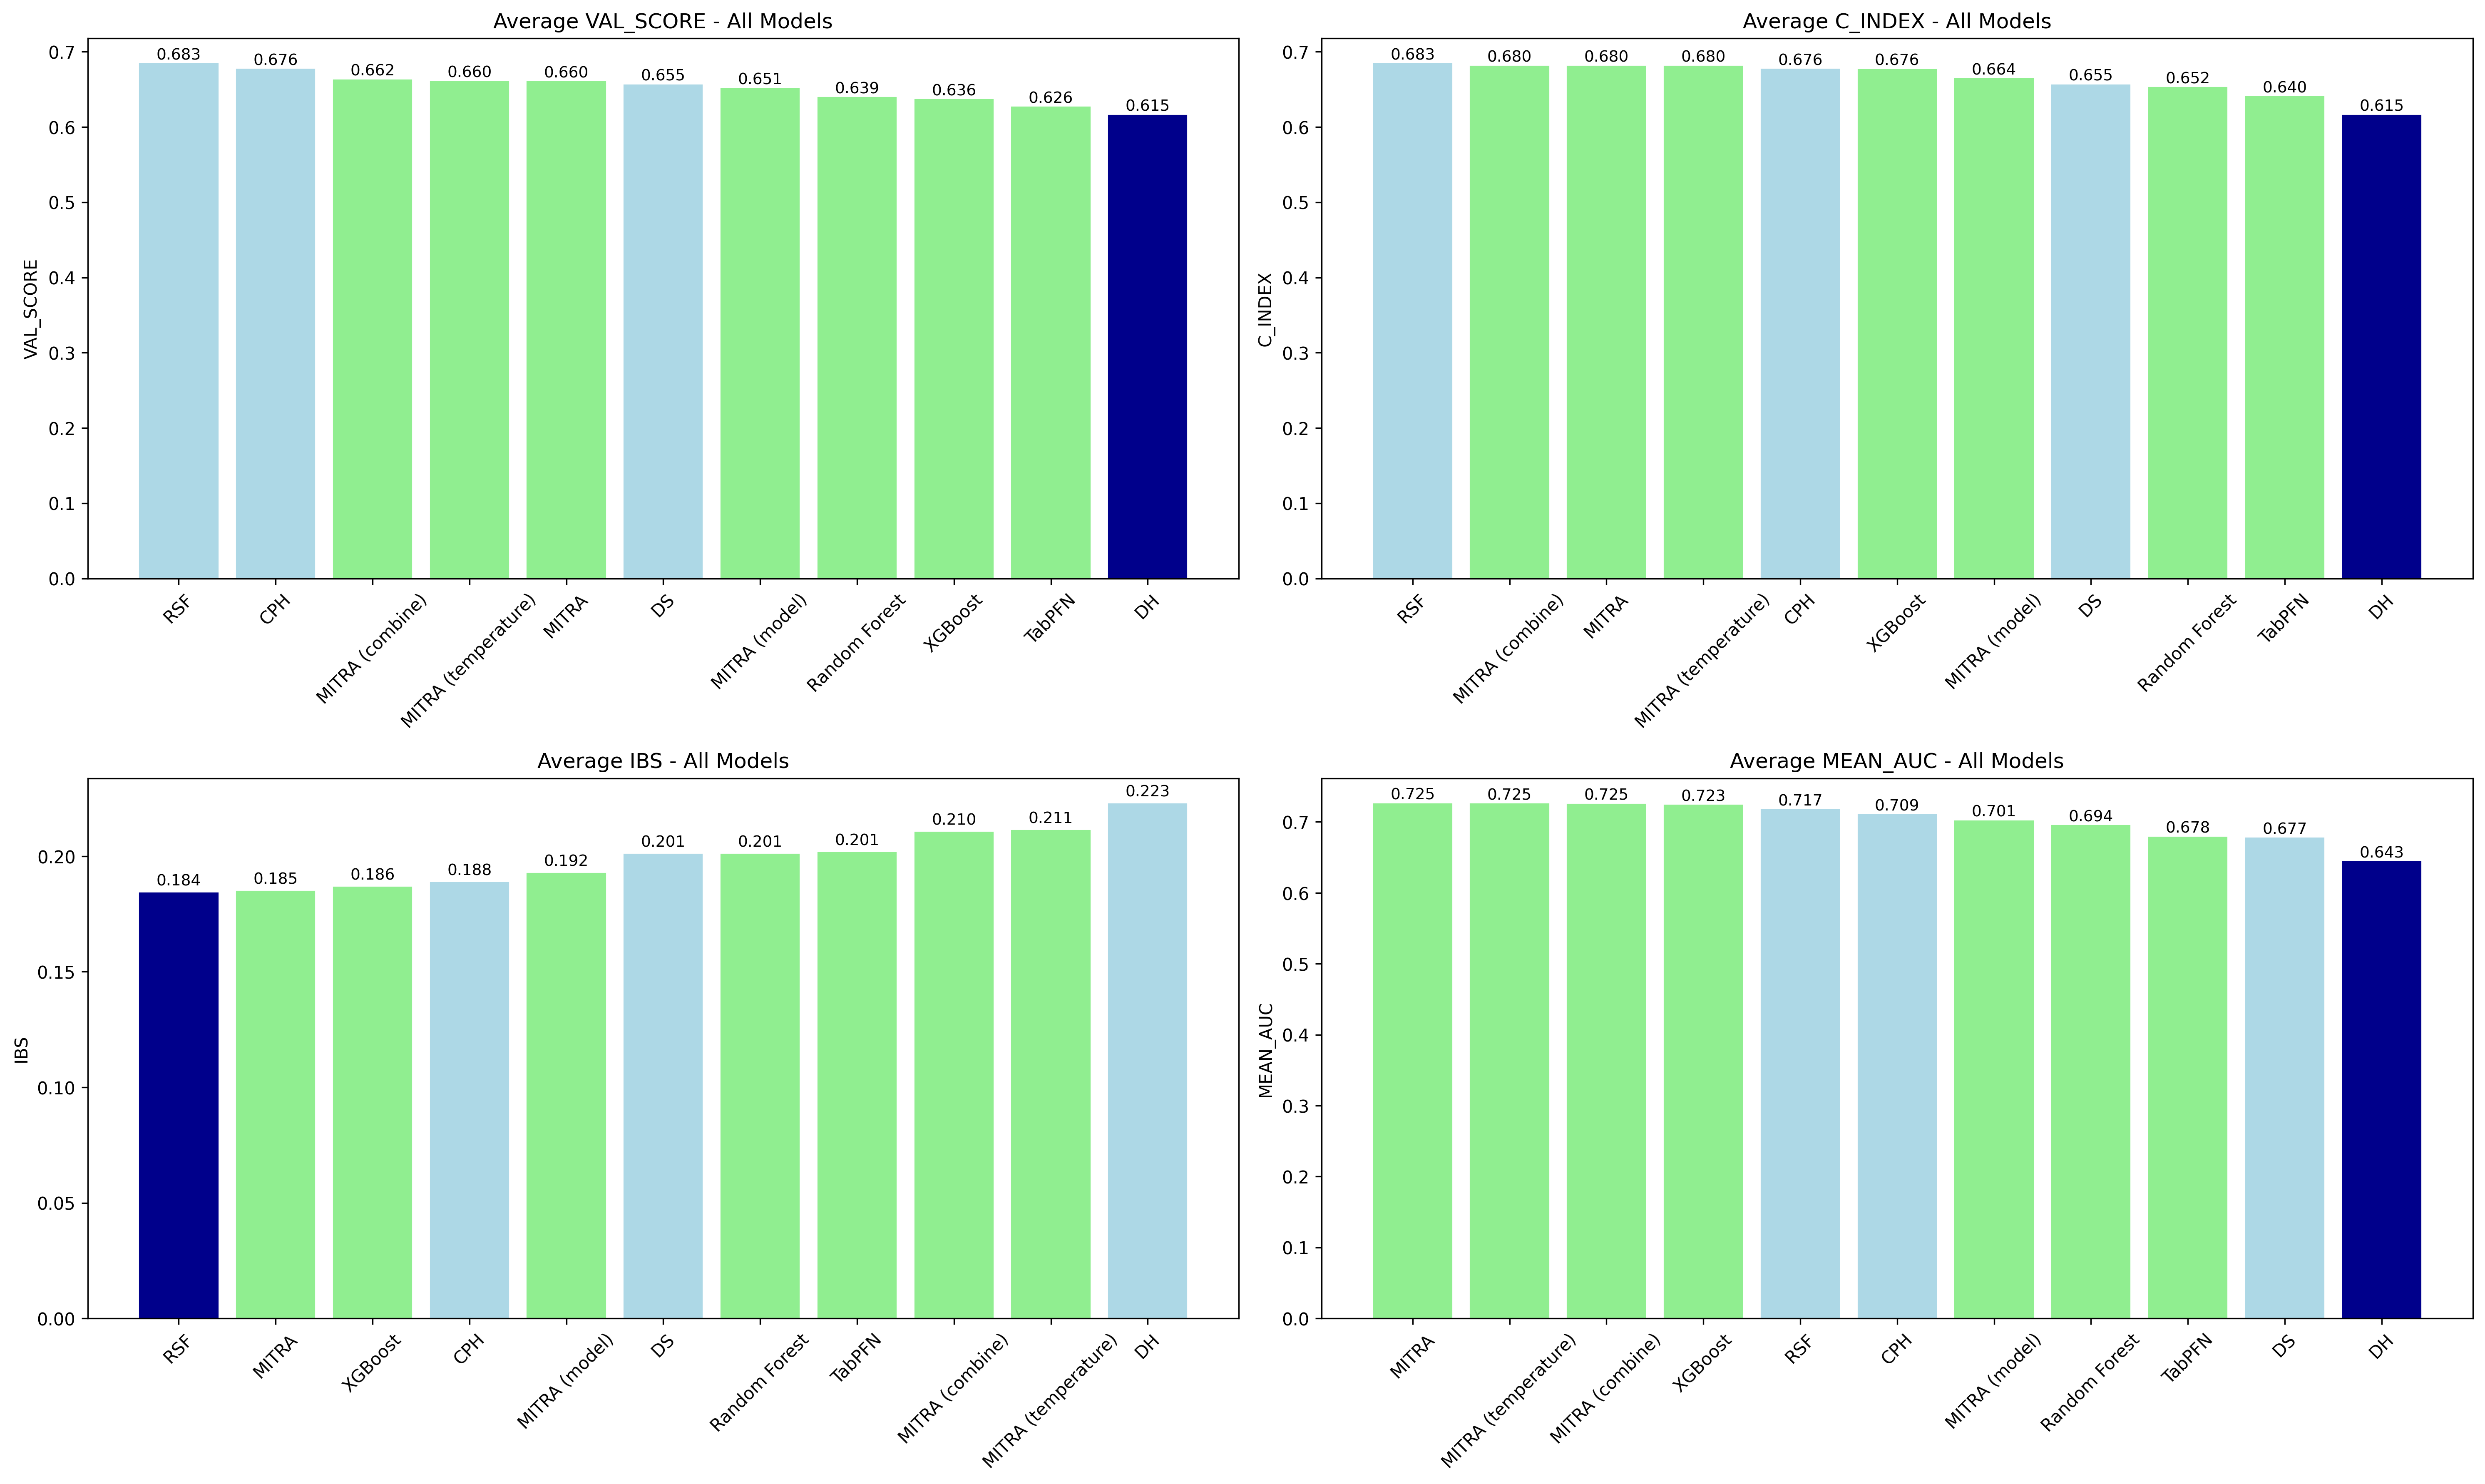 Average VAL_SCORE - All Models
VAL_SCORE
0.7
0.6
0.5
0.4
0.3
0.2
0.1
0.0
0.683
0.676
0.662
0.660
0.660
0.655
0.651
0.639
0.636
0.626
0.615
RSF
CPH
MITRA (combine)
MITRA (temperature)
MITRA
DS
MITRA (model)
Random Forest
XGBoost
TabPFN
DH
Average C_INDEX - All Models
C_INDEX
0.7
0.6
0.5
0.4
0.3
0.2
0.1
0.0
0.683
0.680
0.680
0.680
0.676
0.676
0.664
0.655
0.652
0.640
0.615
RSF
MITRA (combine)
MITRA
MITRA (temperature)
CPH
XGBoost
MITRA (model)
DS
Random Forest
TabPFN
DH
Average IBS - All Models
IBS
0.20
0.15
0.10
0.05
0.00
0.184
0.185
0.186
0.188
0.192
0.201
0.201
0.201
0.210
0.211
0.223
RSF
MITRA
XGBoost
CPH
MITRA (model)
DS
Random Forest
TabPFN
MITRA (combine)
MITRA (temperature)
DH
Average MEAN_AUC - All Models
MEAN_AUC
0.7
0.6
0.5
0.4
0.3
0.2
0.1
0.0
0.725
0.725
0.725
0.723
0.717
0.709
0.701
0.694
0.678
0.677
0.643
MITRA
MITRA (temperature)
MITRA (combine)
XGBoost
RSF
CPH
MITRA (model)
Random Forest
TabPFN
DS
DH